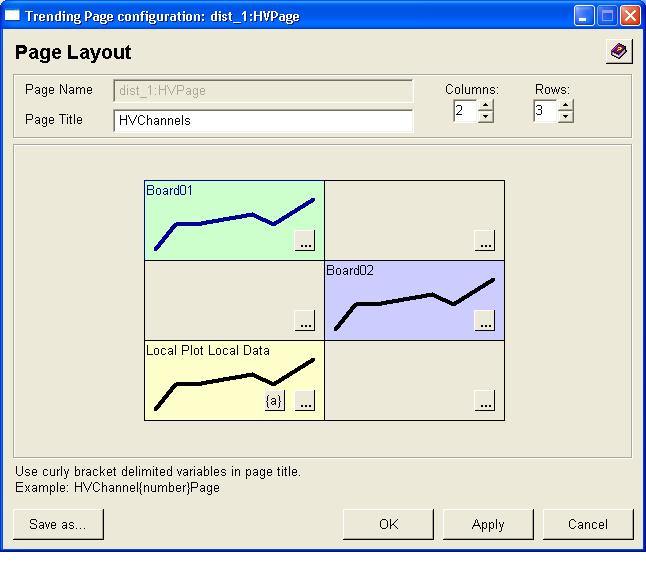 Trending Page configuration: dist_1:HVPage
Page Layout
Page Name dist_1:HVPage Columns: 2 Rows: 3
Page Title HVChannels
Board01
...
...
Board02
...
...
Local Plot Local Data
{a} ...
...
Use curly bracket delimited variables in page title.
Example: HVChannel{number}Page
Save as... OK Apply Cancel